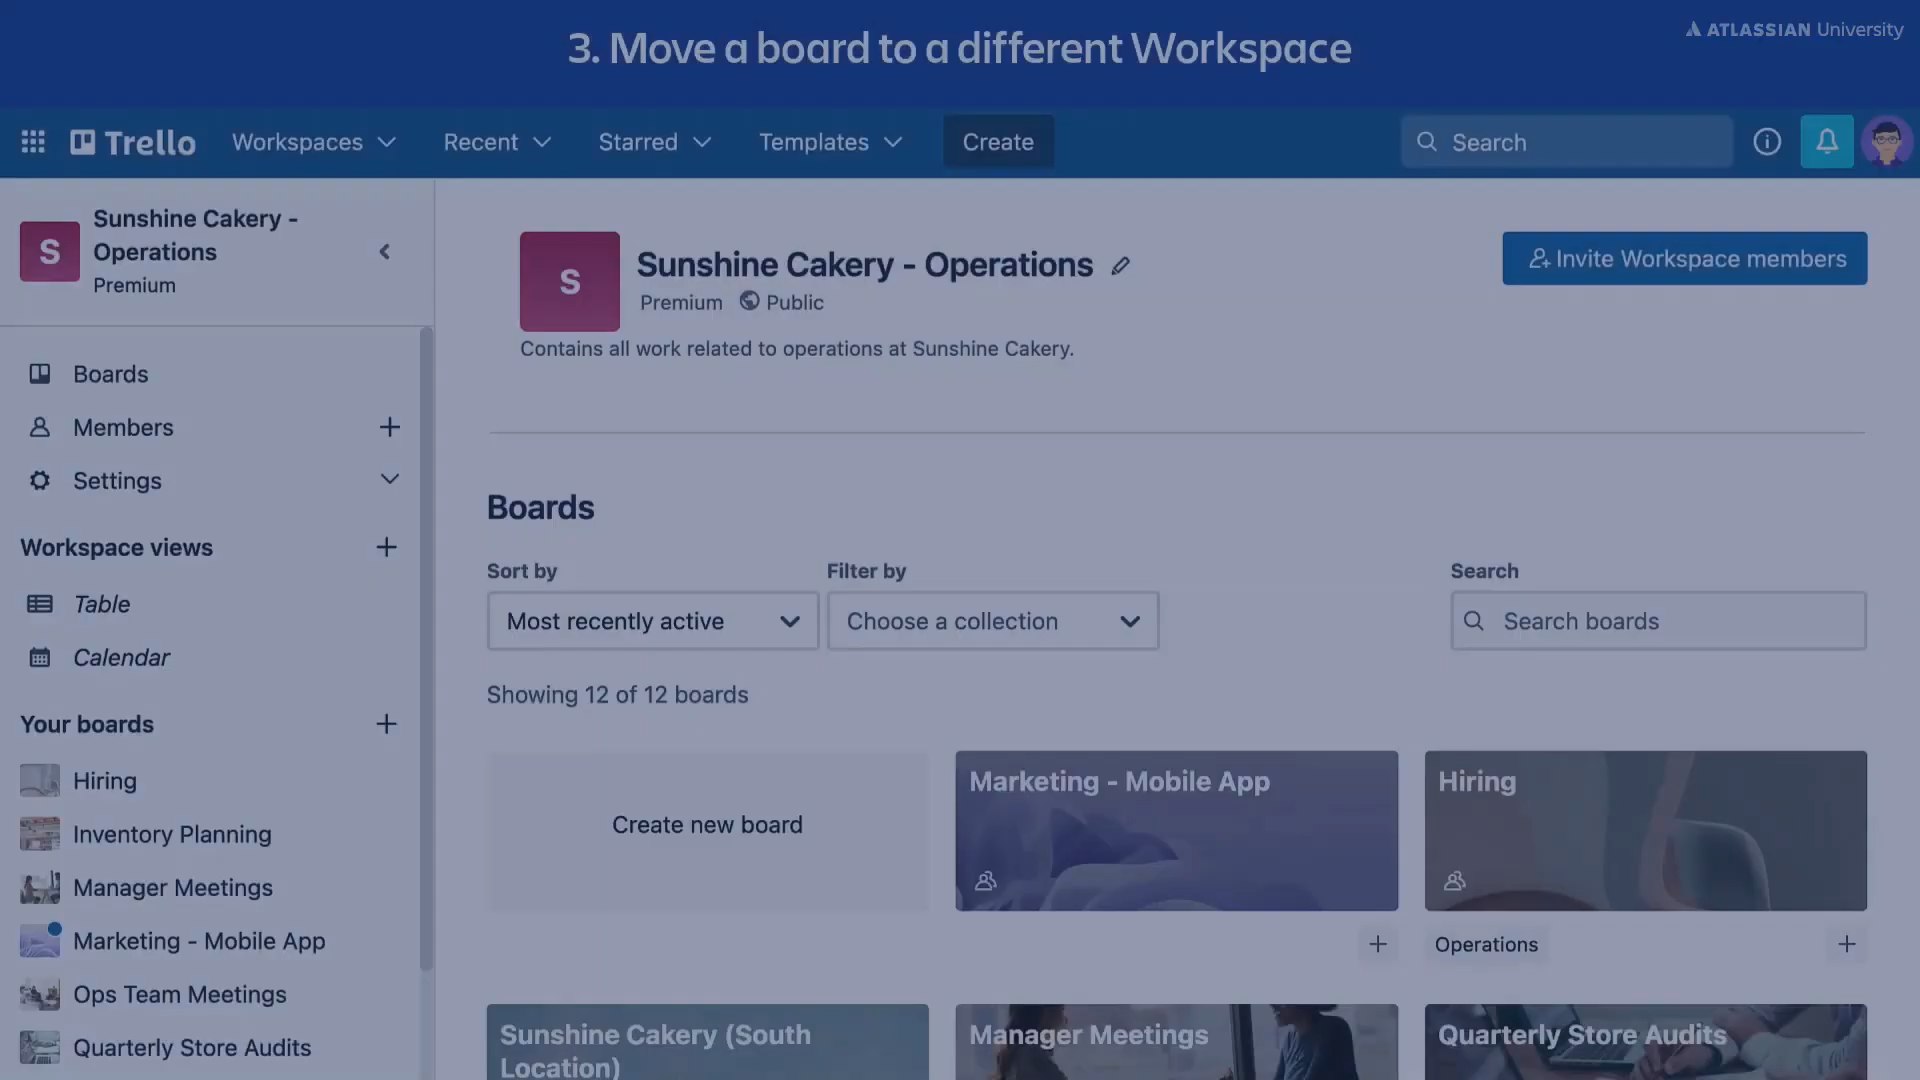 3. Move a board to a different Workspace
ATLASSIAN University
Trello
Workspaces
Recent
Starred
Templates
Create
Search
S
Sunshine Cakery -
Operations
Premium
Boards
Members
Settings
Workspace views
Table
Calendar
Your boards
Hiring
Inventory Planning
Manager Meetings
Marketing - Mobile App
Ops Team Meetings
Quarterly Store Audits
S
Sunshine Cakery - Operations
Premium
Public
Contains all work related to operations at Sunshine Cakery.
Invite Workspace members
Boards
Sort by
Filter by
Search
Most recently active
Choose a collection
Search boards
Showing 12 of 12 boards
Create new board
Marketing - Mobile App
Hiring
Operations
Sunshine Cakery (South
Location)
Manager Meetings
Quarterly Store Audits